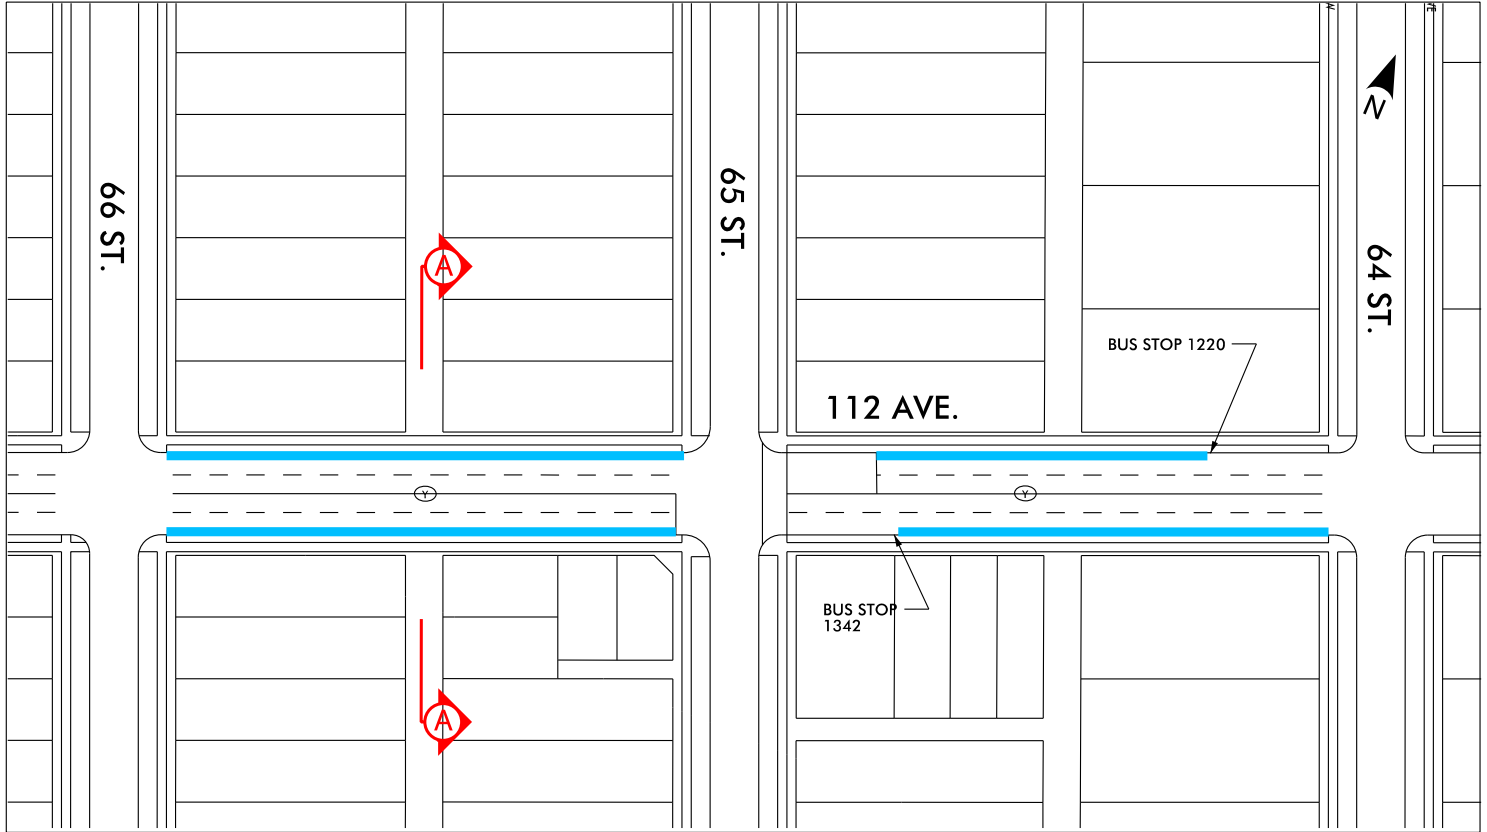 N
66 ST.
65 ST.
64 ST.
A
BUS STOP 1220
112 AVE.
Y
Y
BUS STOP
1342
A